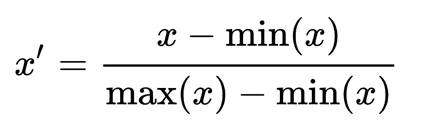 x′ = (x − min(x)) / (max(x) − min(x))